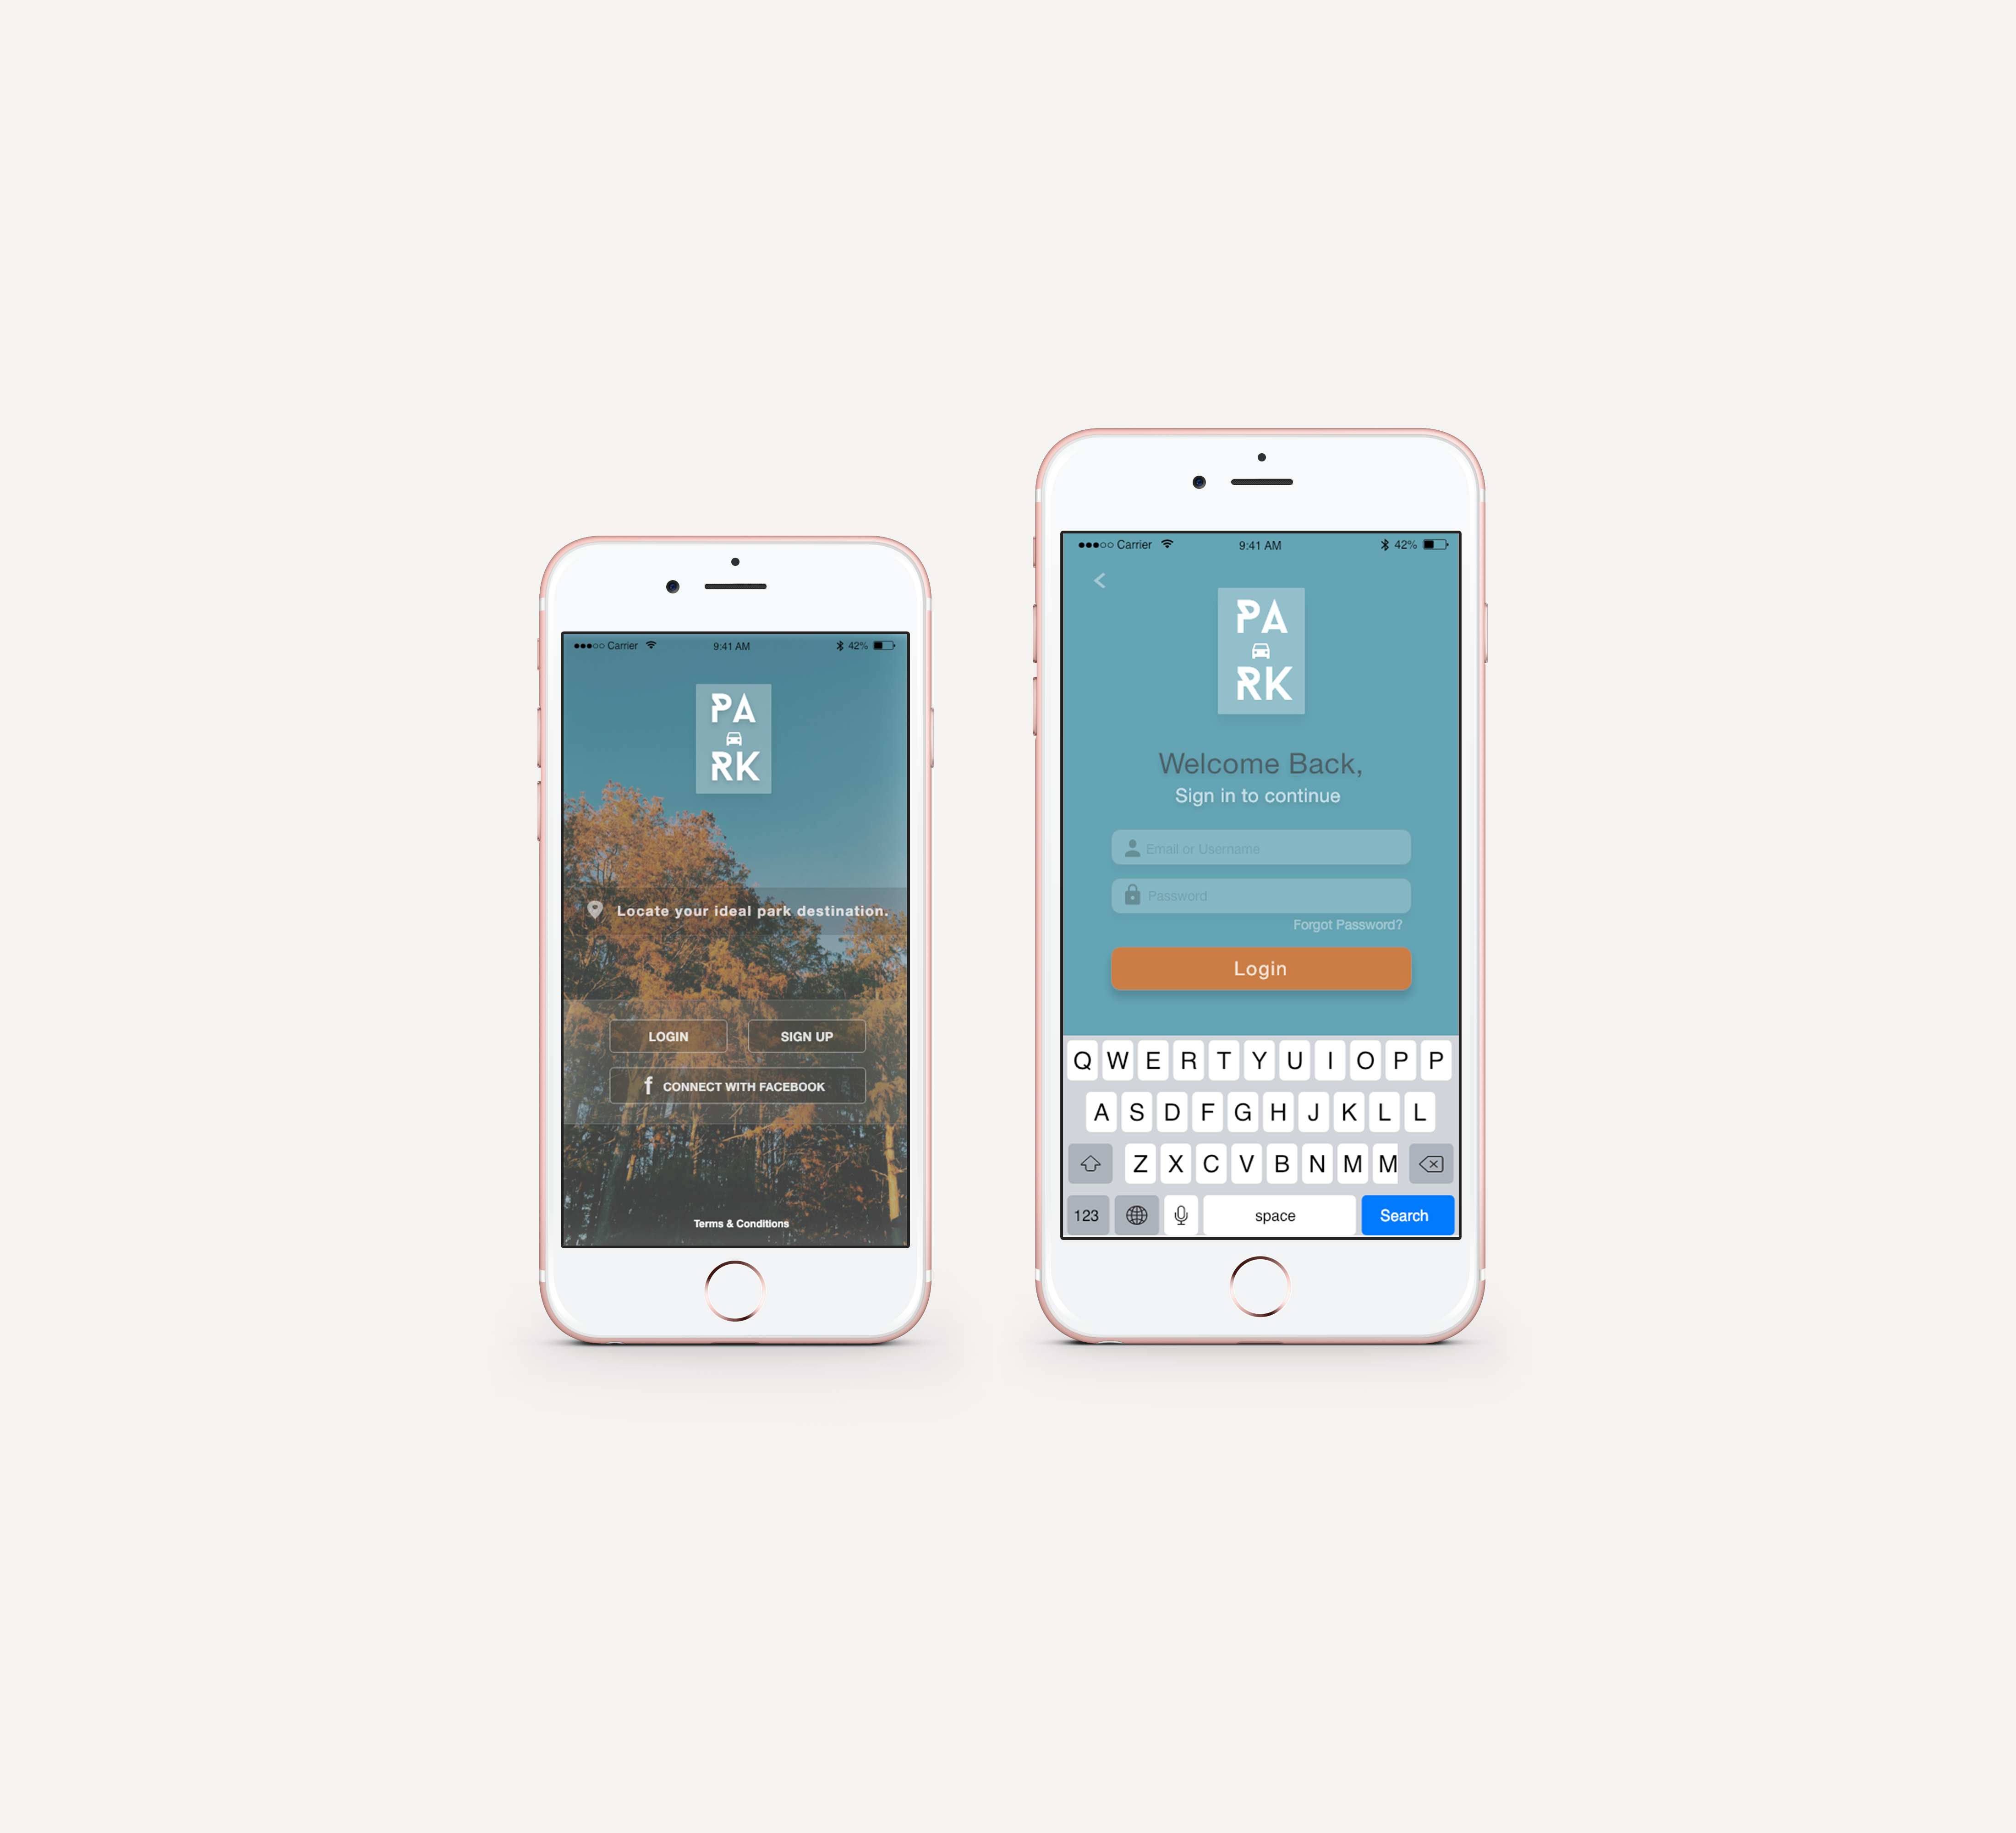 Carrier 9:41 AM 42%
PA
RK
Locate your ideal park destination.
LOGIN SIGN UP
f CONNECT WITH FACEBOOK
Terms & Conditions
Carrier 9:41 AM 42%
<
PA
RK
Welcome Back,
Sign in to continue
Email or Username
Password
Forgot Password?
Login
Q W E R T Y U I O P P
A S D F G H J K L L
Z X C V B N M M
123 space Search